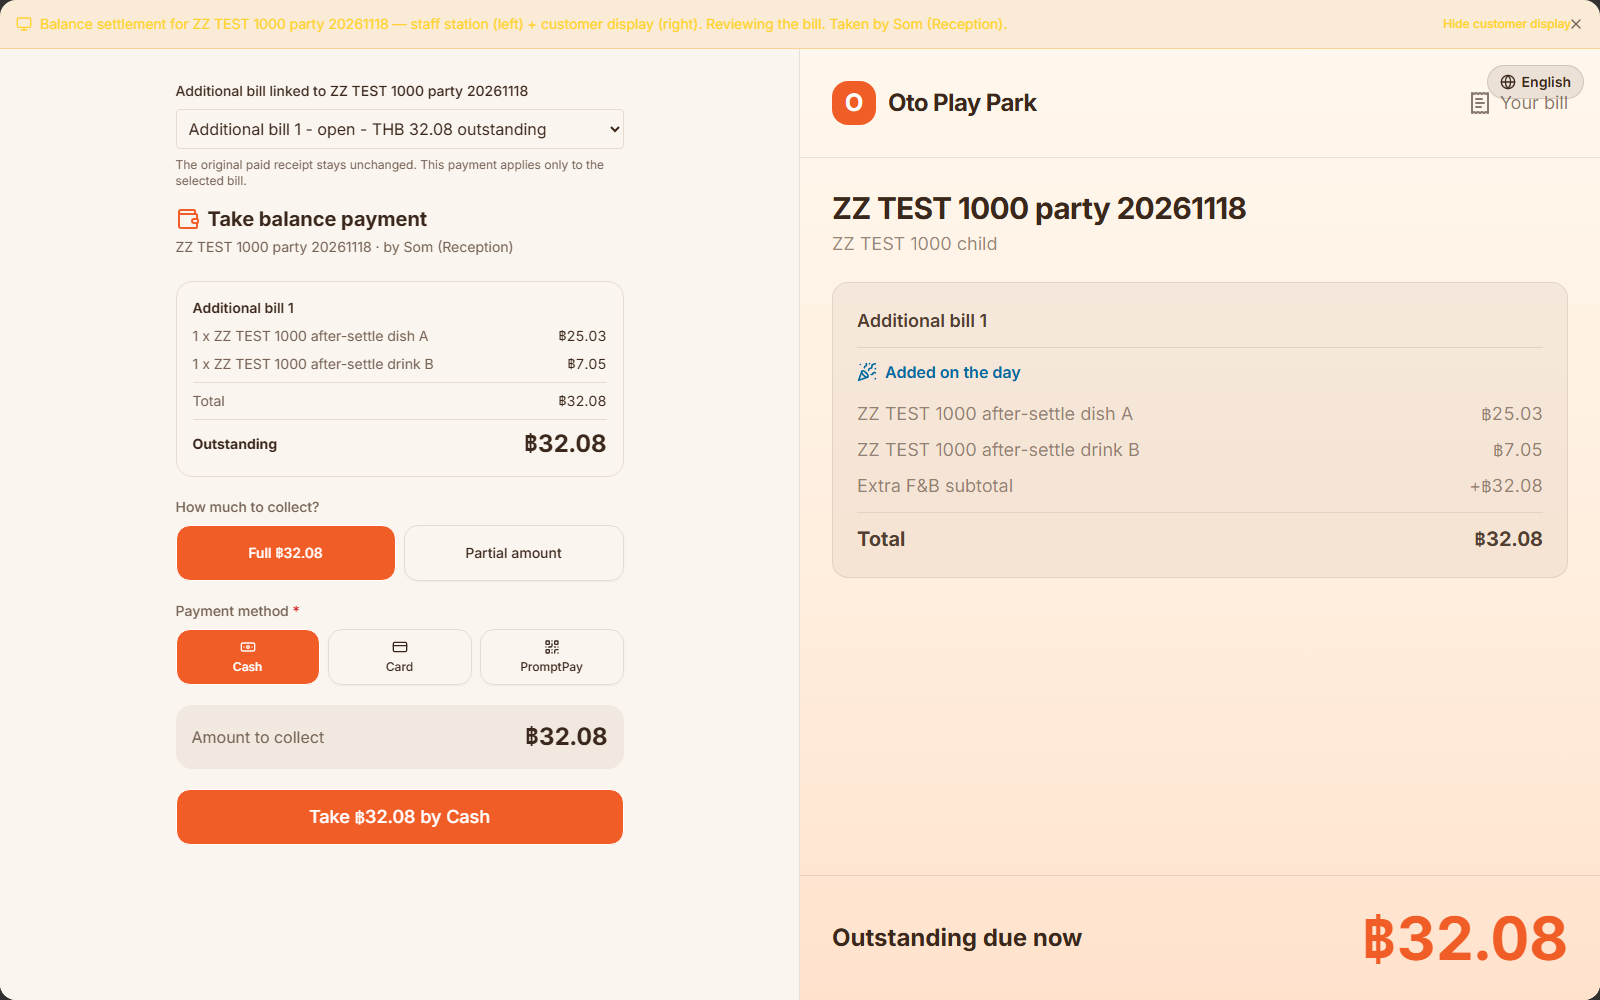 Balance settlement for ZZ TEST 1000 party 20261118 — staff station (left) + customer display (right). Reviewing the bill. Taken by Som (Reception).
Hide customer display
Additional bill linked to ZZ TEST 1000 party 20261118
Additional bill 1 - open - THB 32.08 outstanding
The original paid receipt stays unchanged. This payment applies only to the
selected bill.
Take balance payment
ZZ TEST 1000 party 20261118 · by Som (Reception)
Additional bill 1
1 x ZZ TEST 1000 after-settle dish A ฿25.03
1 x ZZ TEST 1000 after-settle drink B ฿7.05
Total ฿32.08
Outstanding ฿32.08
How much to collect?
Full ฿32.08
Partial amount
Payment method *
Cash
Card
PromptPay
Amount to collect ฿32.08
Take ฿32.08 by Cash
O
Oto Play Park
English
Your bill
ZZ TEST 1000 party 20261118
ZZ TEST 1000 child
Additional bill 1
Added on the day
ZZ TEST 1000 after-settle dish A ฿25.03
ZZ TEST 1000 after-settle drink B ฿7.05
Extra F&B subtotal +฿32.08
Total ฿32.08
Outstanding due now ฿32.08